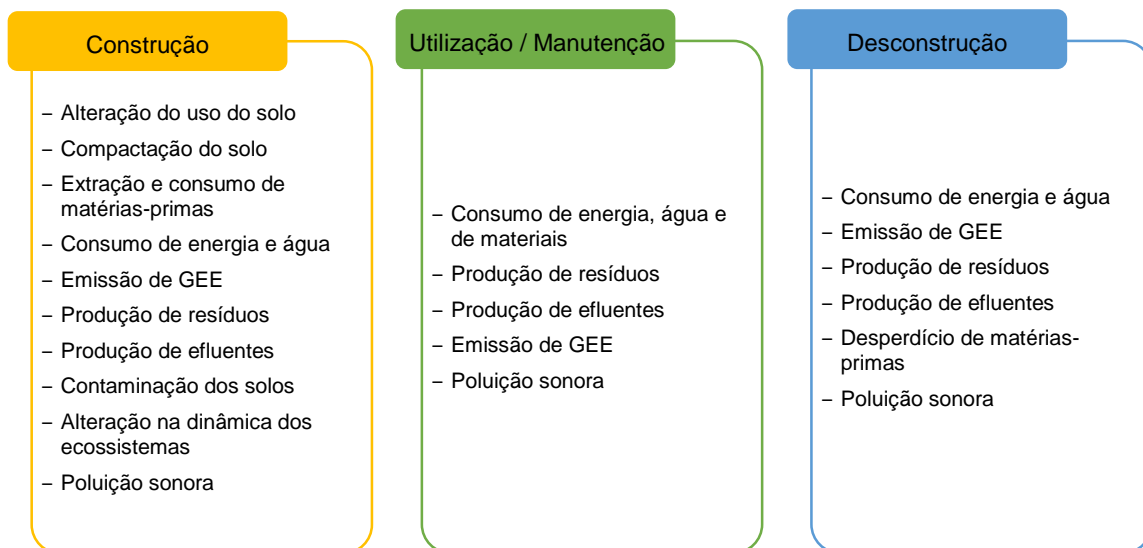 Construção
– Alteração do uso do solo
– Compactação do solo
– Extração e consumo de
matérias-primas
– Consumo de energia e água
– Emissão de GEE
– Produção de resíduos
– Produção de efluentes
– Contaminação dos solos
– Alteração na dinâmica dos
ecossistemas
– Poluição sonora
Utilização / Manutenção
– Consumo de energia, água e
de materiais
– Produção de resíduos
– Produção de efluentes
– Emissão de GEE
– Poluição sonora
Desconstrução
– Consumo de energia e água
– Emissão de GEE
– Produção de resíduos
– Produção de efluentes
– Desperdício de matérias-
primas
– Poluição sonora